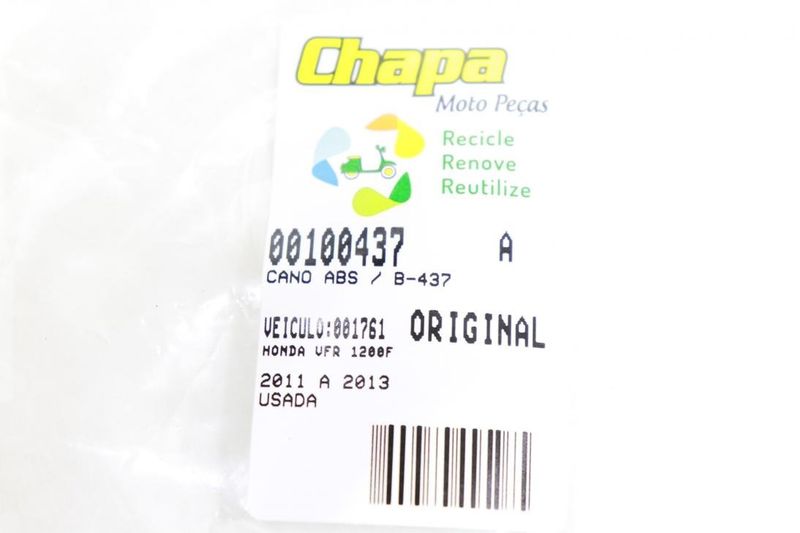 Chapa
Moto Peças
Recicle
Renove
Reutilize
00100437 A
CANO ABS / B-437
VEICULO:001761 ORIGINAL
HONDA VFR 1200F
2011 A 2013
USADA